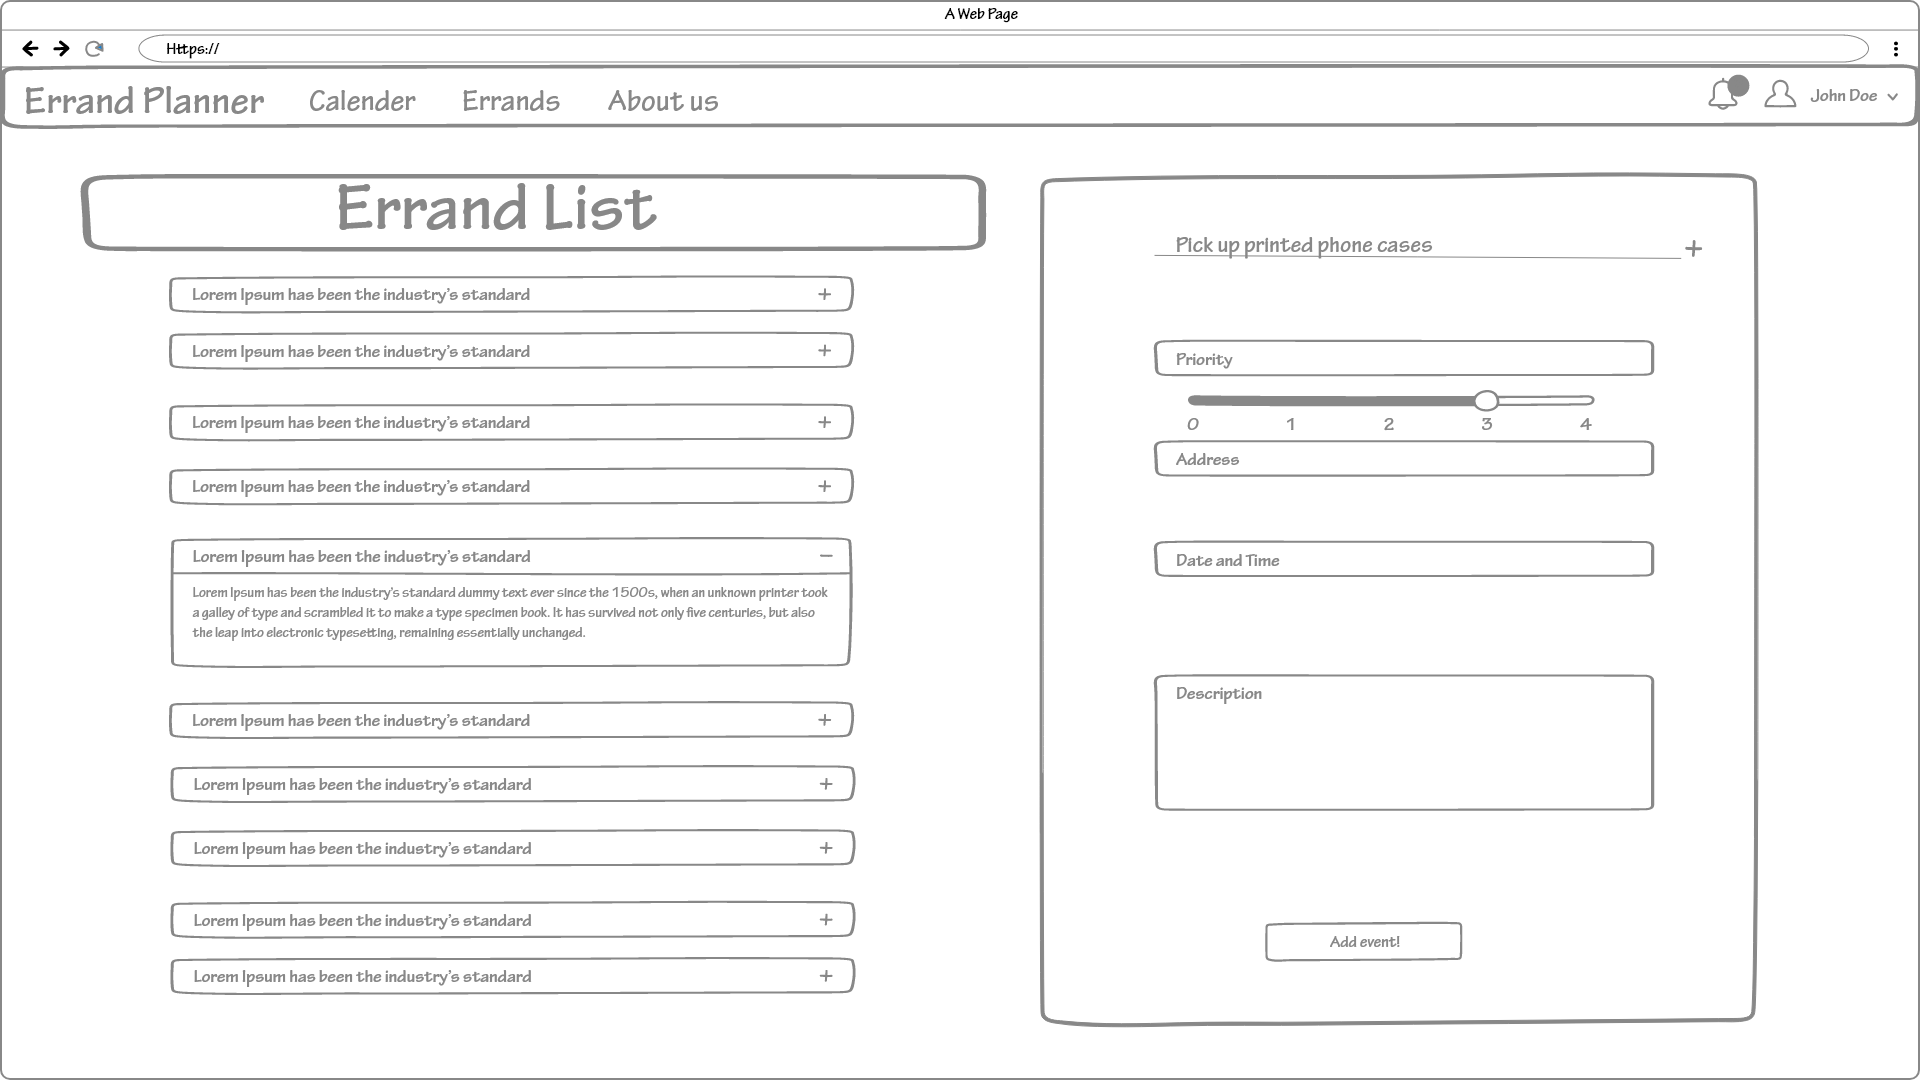 A Web Page
Https://
Errand Planner
Calender
Errands
About us
John Doe
Errand List
Lorem Ipsum has been the industry's standard
Lorem Ipsum has been the industry's standard
Lorem Ipsum has been the industry's standard
Lorem Ipsum has been the industry's standard
Lorem Ipsum has been the industry's standard
Lorem Ipsum has been the industry's standard dummy text ever since the 1500s, when an unknown printer took
a galley of type and scrambled it to make a type specimen book. It has survived not only five centuries, but also
the leap into electronic typesetting, remaining essentially unchanged.
Lorem Ipsum has been the industry's standard
Lorem Ipsum has been the industry's standard
Lorem Ipsum has been the industry's standard
Lorem Ipsum has been the industry's standard
Lorem Ipsum has been the industry's standard
Pick up printed phone cases
Priority
0 1 2 3 4
Address
Date and Time
Description
Add event!